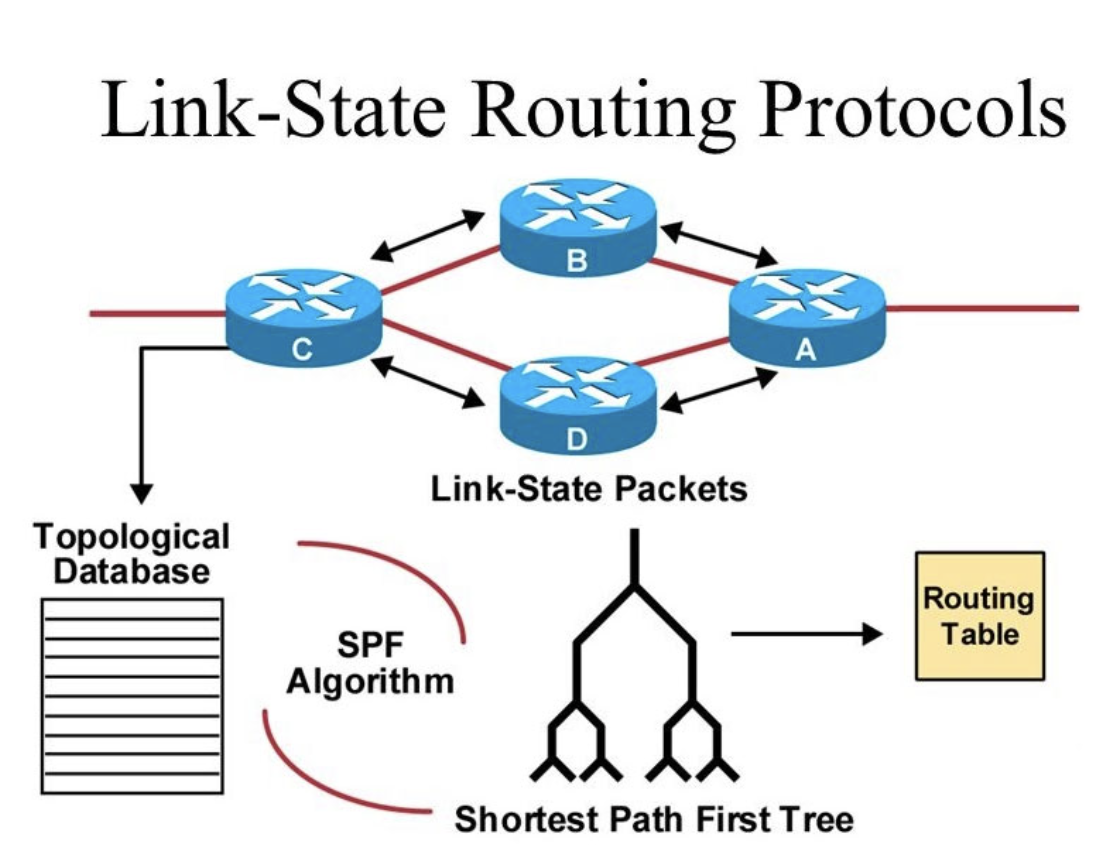 Link-State Routing Protocols
B
C
A
D
Link-State Packets
Topological
Database
SPF
Algorithm
Routing
Table
Shortest Path First Tree